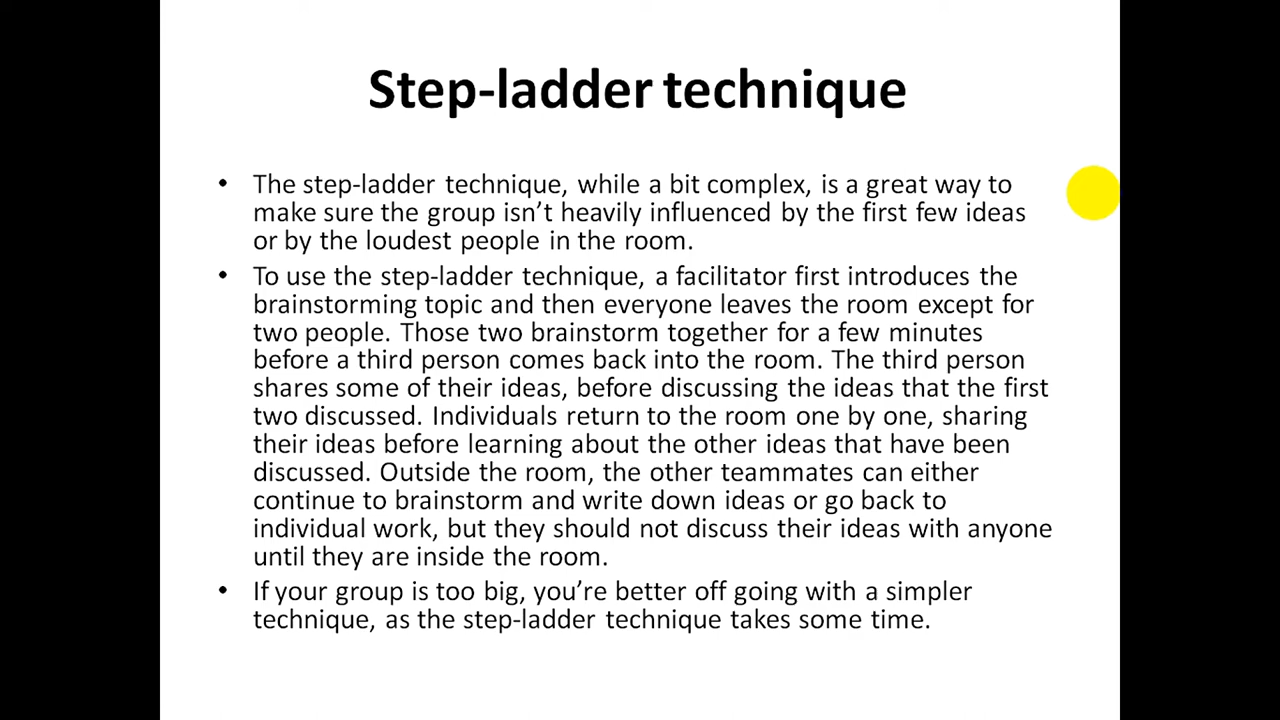 Step-ladder technique
• The step-ladder technique, while a bit complex, is a great way to
make sure the group isn’t heavily influenced by the first few ideas
or by the loudest people in the room.
• To use the step-ladder technique, a facilitator first introduces the
brainstorming topic and then everyone leaves the room except for
two people. Those two brainstorm together for a few minutes
before a third person comes back into the room. The third person
shares some of their ideas, before discussing the ideas that the first
two discussed. Individuals return to the room one by one, sharing
their ideas before learning about the other ideas that have been
discussed. Outside the room, the other teammates can either
continue to brainstorm and write down ideas or go back to
individual work, but they should not discuss their ideas with anyone
until they are inside the room.
• If your group is too big, you’re better off going with a simpler
technique, as the step-ladder technique takes some time.